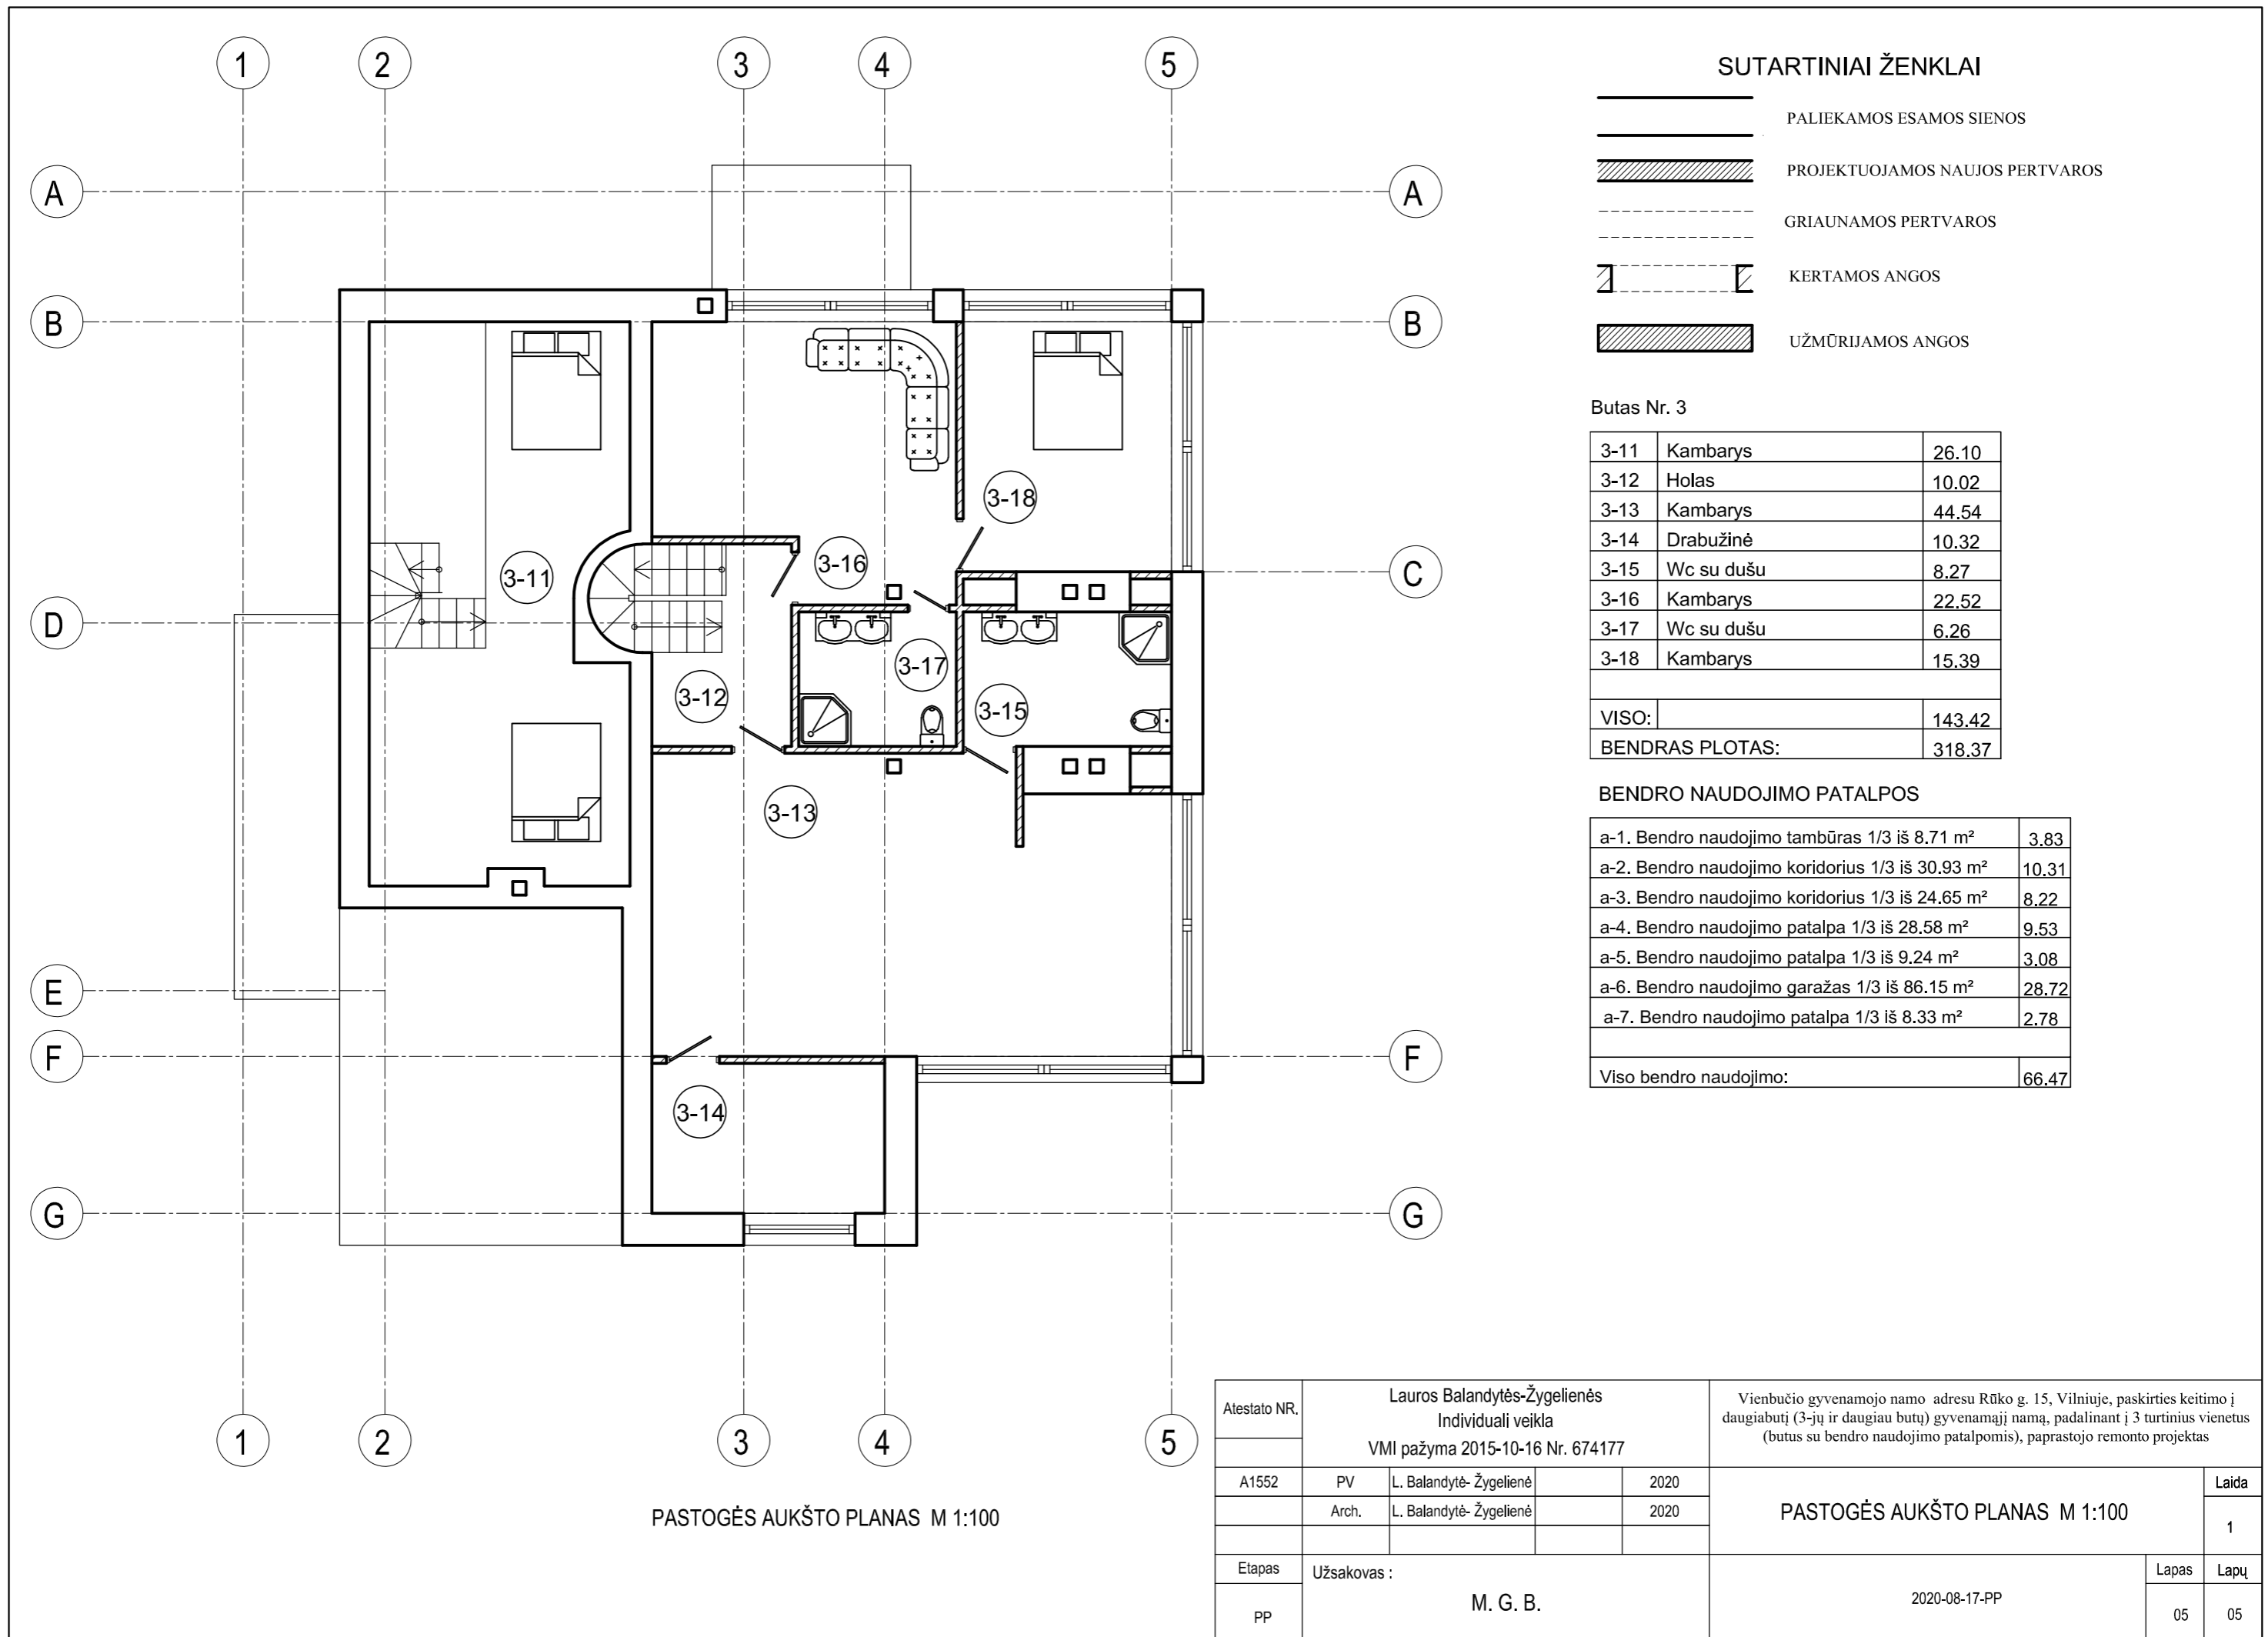 1 2 3 4 5
SUTARTINIAI ŽENKLAI
PALIEKAMOS ESAMOS SIENOS
PROJEKTUOJAMOS NAUJOS PERTVAROS
GRIAUNAMOS PERTVAROS
KERTAMOS ANGOS
UŽMŪRIJAMOS ANGOS
A A
B B
3-18
3-16
3-11
C
D
3-17
3-12
3-15
3-13
E
F F
3-14
G G
1 2 3 4 5
Butas Nr. 3
3-11 Kambarys 26.10
3-12 Holas 10.02
3-13 Kambarys 44.54
3-14 Drabužinė 10.32
3-15 Wc su dušu 8.27
3-16 Kambarys 22.52
3-17 Wc su dušu 6.26
3-18 Kambarys 15.39
VISO: 143.42
BENDRAS PLOTAS: 318.37
BENDRO NAUDOJIMO PATALPOS
a-1. Bendro naudojimo tambūras 1/3 iš 8.71 m² 3.83
a-2. Bendro naudojimo koridorius 1/3 iš 30.93 m² 10.31
a-3. Bendro naudojimo koridorius 1/3 iš 24.65 m² 8.22
a-4. Bendro naudojimo patalpa 1/3 iš 28.58 m² 9.53
a-5. Bendro naudojimo patalpa 1/3 iš 9.24 m² 3.08
a-6. Bendro naudojimo garažas 1/3 iš 86.15 m² 28.72
a-7. Bendro naudojimo patalpa 1/3 iš 8.33 m² 2.78
Viso bendro naudojimo: 66.47
PASTOGĖS AUKŠTO PLANAS M 1:100
Atestato NR.
Lauros Balandytės-Žygelienės
Individuali veikla
VMI pažyma 2015-10-16 Nr. 674177
Vienbučio gyvenamojo namo adresu Rūko g. 15, Vilniuje, paskirties keitimo į
daugiabutį (3-jų ir daugiau butų) gyvenamąjį namą, padalinant į 3 turtinius vienetus
(butus su bendro naudojimo patalpomis), paprastojo remonto projektas
A1552 PV L. Balandytė- Žygelienė 2020
Arch. L. Balandytė- Žygelienė 2020
PASTOGĖS AUKŠTO PLANAS M 1:100
Laida
1
Etapas
PP
Užsakovas :
M. G. B.
2020-08-17-PP
Lapas Lapų
05 05